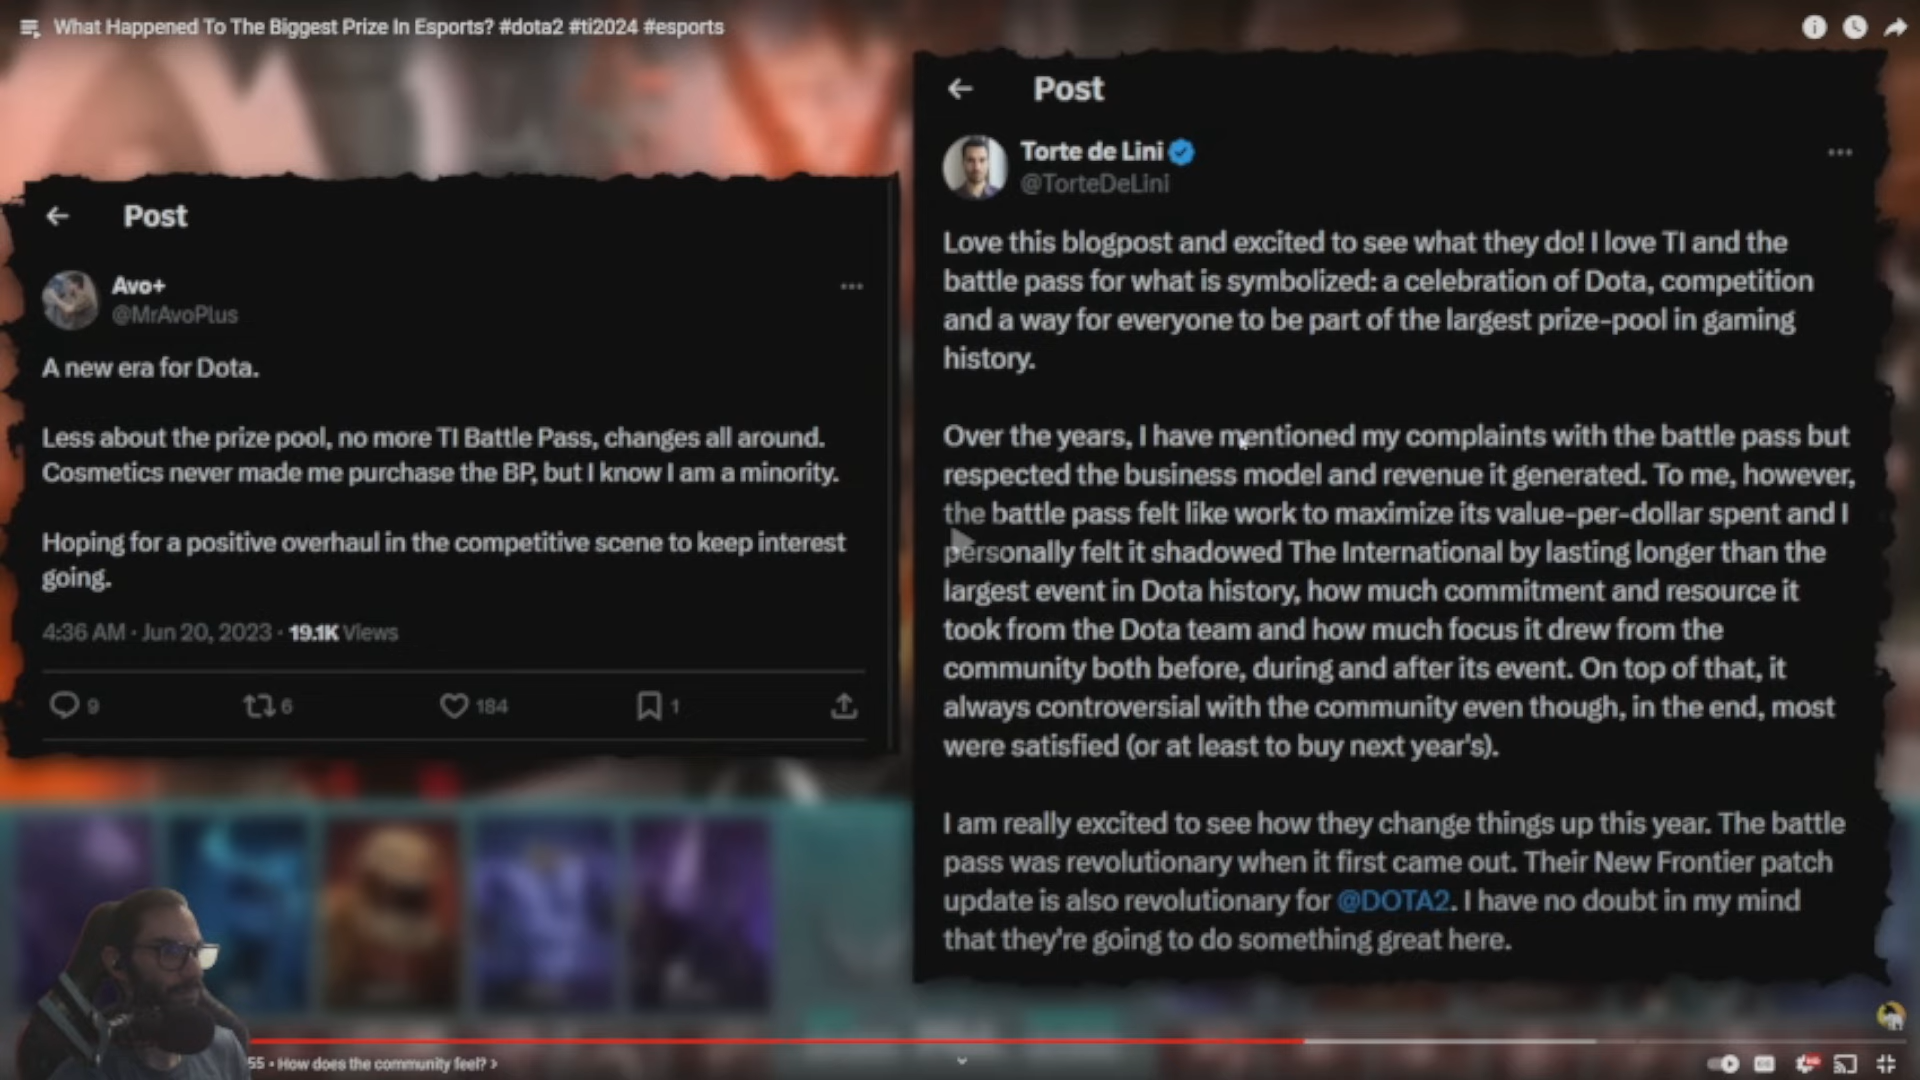 What Happened To The Biggest Prize In Esports? #dota2 #ti2024 #esports
Post
Avo+
@MrAvoPlus
A new era for Dota.
Less about the prize pool, no more TI Battle Pass, changes all around.
Cosmetics never made me purchase the BP, but I know I am a minority.
Hoping for a positive overhaul in the competitive scene to keep interest
going.
4:36 AM · Jun 20, 2023 · 19.1K Views
9 6 184 1
Post
Torte de Lini
@TorteDeLini
Love this blogpost and excited to see what they do! I love TI and the
battle pass for what is symbolized: a celebration of Dota, competition
and a way for everyone to be part of the largest prize-pool in gaming
history.
Over the years, I have mentioned my complaints with the battle pass but
respected the business model and revenue it generated. To me, however,
the battle pass felt like work to maximize its value-per-dollar spent and I
personally felt it shadowed The International by lasting longer than the
largest event in Dota history, how much commitment and resource it
took from the Dota team and how much focus it drew from the
community both before, during and after its event. On top of that, it
always controversial with the community even though, in the end, most
were satisfied (or at least to buy next year's).
I am really excited to see how they change things up this year. The battle
pass was revolutionary when it first came out. Their New Frontier patch
update is also revolutionary for @DOTA2. I have no doubt in my mind
that they're going to do something great here.
55 • How does the community feel? >